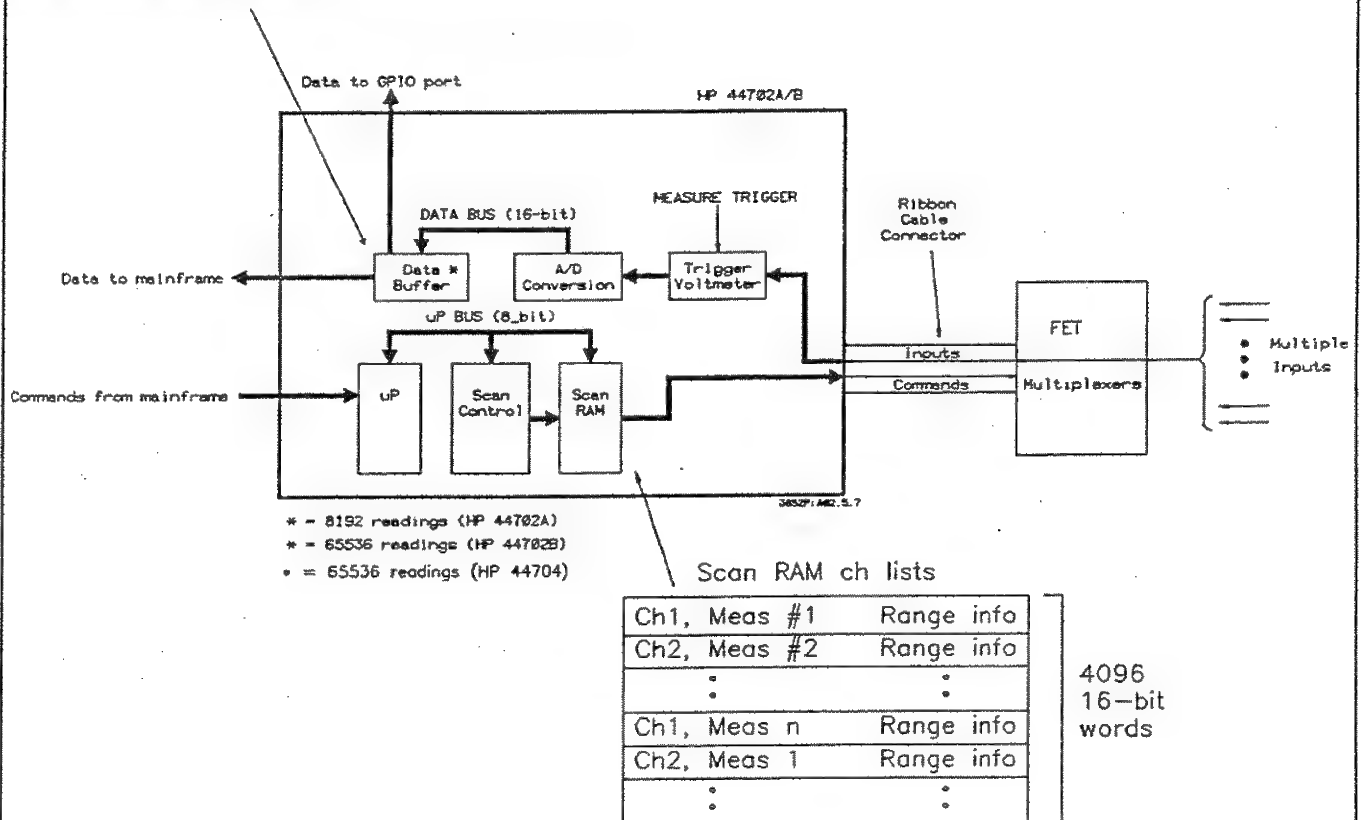 Data to GPIO port
HP 44702A/B
MEASURE TRIGGER
DATA BUS (16-bit)
Ribbon
Cable
Connector
Data to mainframe
Data *
Buffer
A/D
Conversion
Trigger
Voltmeter
uP BUS (8_bit)
FET
Multiplexers
Inputs
Commands
Multiple
Inputs
Commands from mainframe
uP
Scan
Control
Scan
RAM
* = 8192 readings (HP 44702A)
* = 65536 readings (HP 44702B)
* = 65536 readings (HP 44704)
Scan RAM ch lists
Ch1, Meas #1 Range info
Ch2, Meas #2 Range info
Ch1, Meas n Range info
Ch2, Meas 1 Range info
4096
16-bit
words